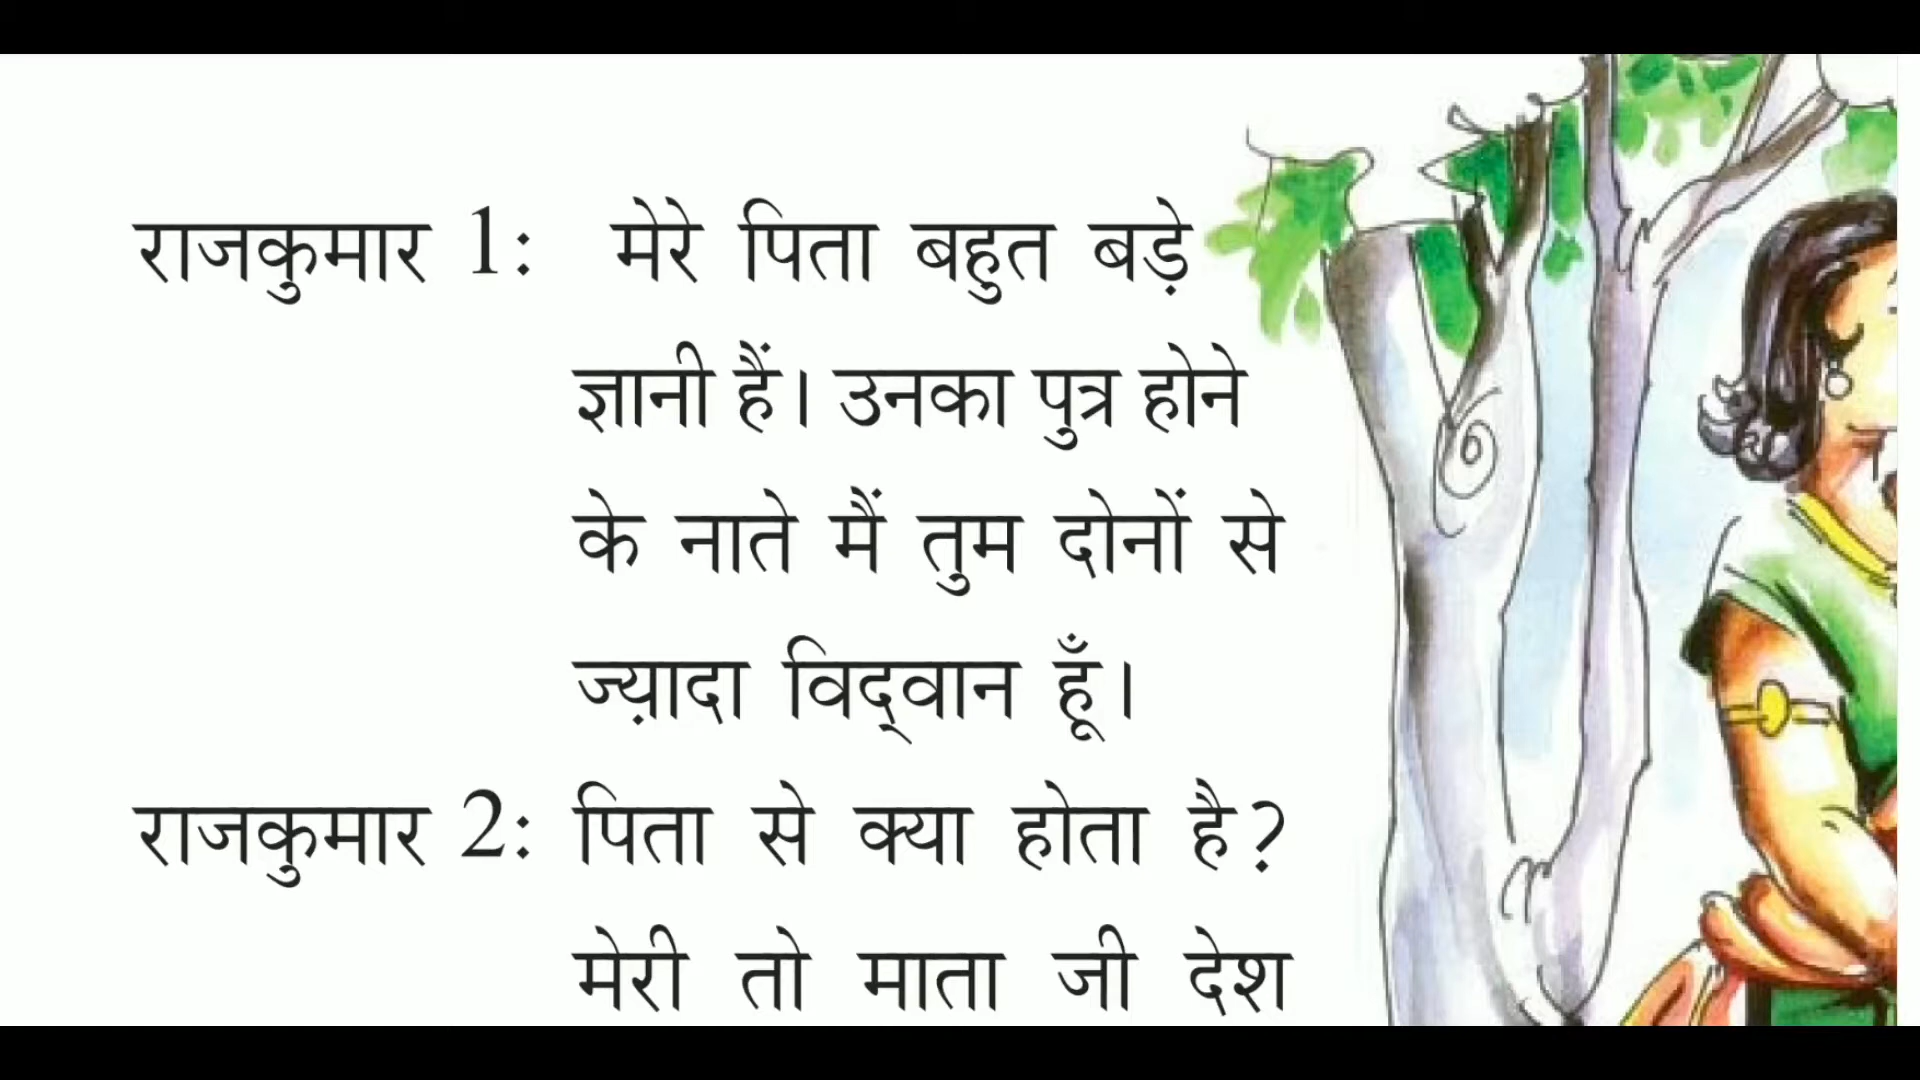 राजकुमार 1: मेरे पिता बहुत बड़े
ज्ञानी हैं। उनका पुत्र होने
के नाते मैं तुम दोनों से
ज्य़ादा विद्‌वान हूँ।
राजकुमार 2: पिता से क्या होता है?
मेरी तो माता जी देश